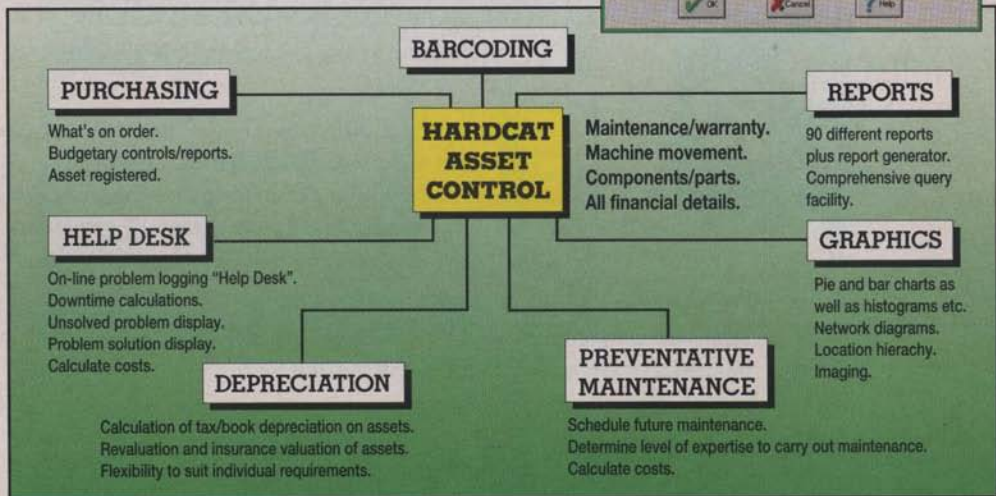 OK
Cancel
? Help
BARCODING
PURCHASING
What's on order.
Budgetary controls/reports.
Asset registered.
HARDCAT
ASSET
CONTROL
Maintenance/warranty.
Machine movement.
Components/parts.
All financial details.
REPORTS
90 different reports
plus report generator.
Comprehensive query
facility.
HELP DESK
On-line problem logging “Help Desk”.
Downtime calculations.
Unsolved problem display.
Problem solution display.
Calculate costs.
GRAPHICS
Pie and bar charts as
well as histograms etc.
Network diagrams.
Location hierachy.
Imaging.
DEPRECIATION
Calculation of tax/book depreciation on assets.
Revaluation and insurance valuation of assets.
Flexibility to suit individual requirements.
PREVENTATIVE
MAINTENANCE
Schedule future maintenance.
Determine level of expertise to carry out maintenance.
Calculate costs.